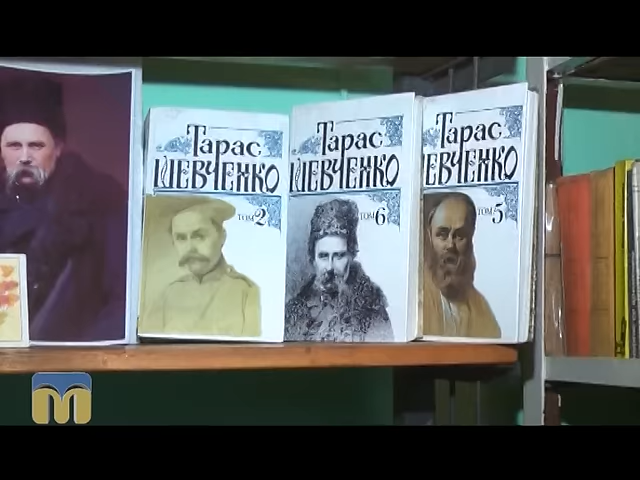 Тарас
Шевченко
том 2
Тарас
Шевченко
том 6
Тарас
Шевченко
том 5
M